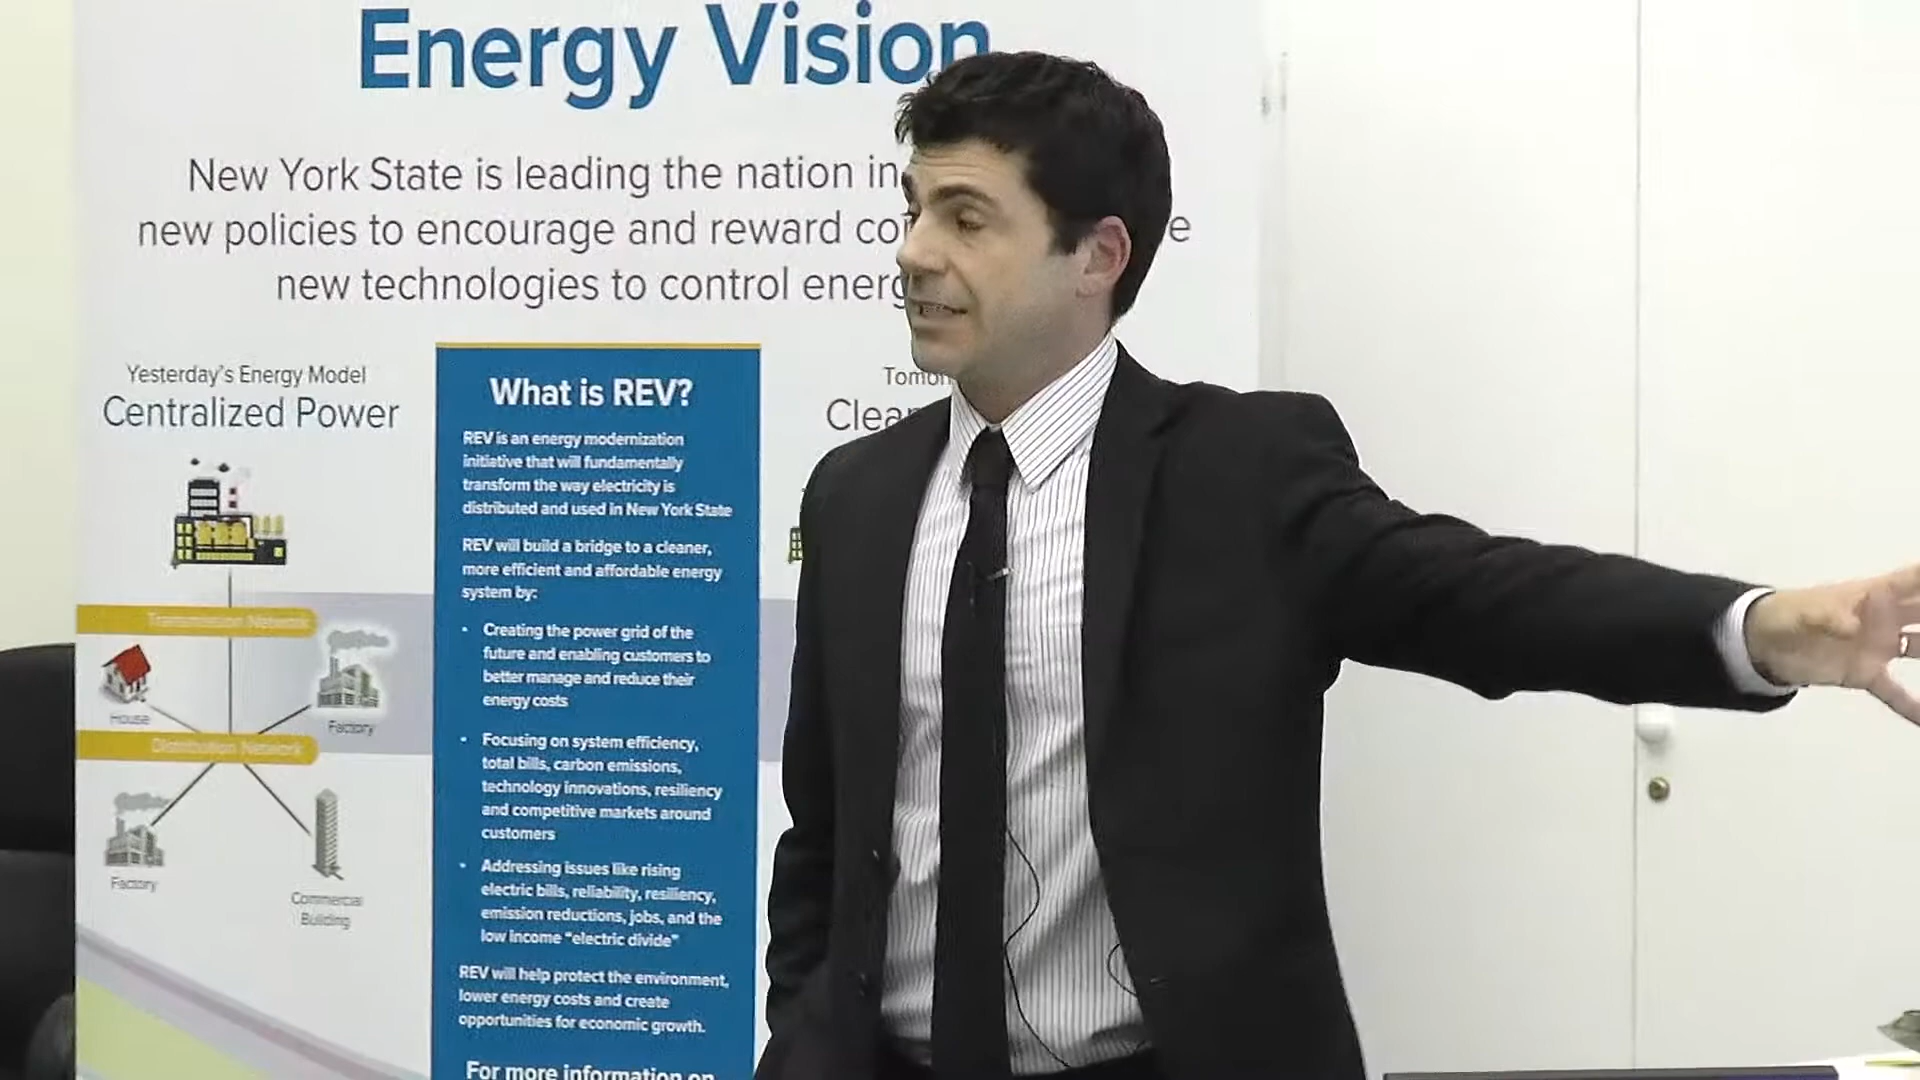 Energy Vision
New York State is leading the nation in
new policies to encourage and reward
new technologies to control
Yesterday's Energy Model
Centralized Power
Transmission Network
House
Factory
Distribution Network
Factory
Commercial
Building
What is REV?
REV is an energy modernization
initiative that will fundamentally
transform the way electricity is
distributed and used in New York State
REV will build a bridge to a cleaner,
more efficient and affordable energy
system by:
• Creating the power grid of the
future and enabling customers to
better manage and reduce their
energy costs
• Focusing on system efficiency,
total bills, carbon emissions,
technology innovations, resiliency
and competitive markets around
customers
• Addressing issues like rising
electric bills, reliability, resiliency,
emission reductions, jobs, and the
low income “electric divide”
REV will help protect the environment,
lower energy costs and create
opportunities for economic growth.
For more information on